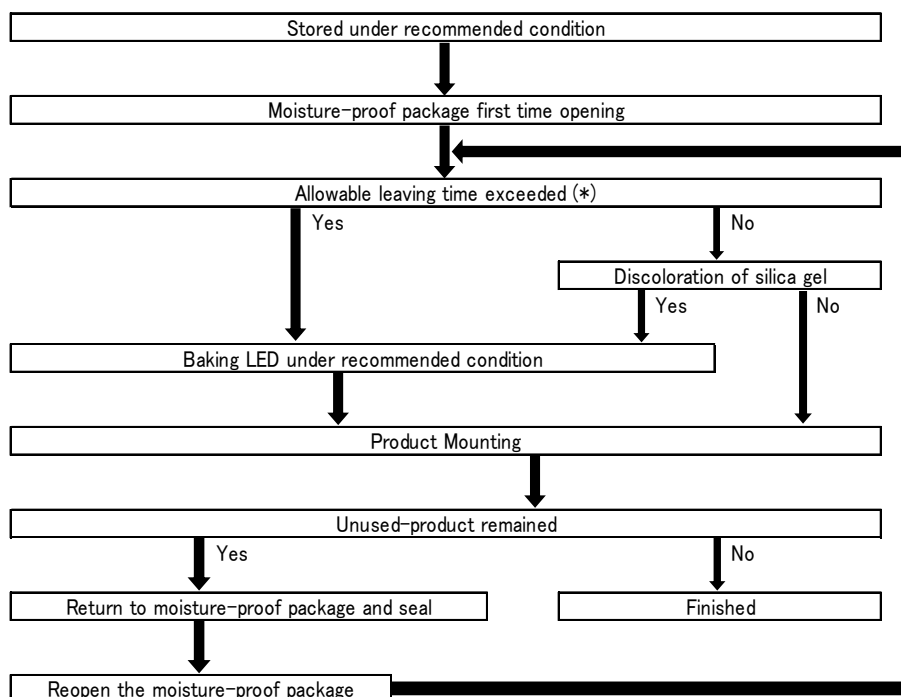 Stored under recommended condition
Moisture-proof package first time opening
Allowable leaving time exceeded (*)
Yes
No
Discoloration of silica gel
Yes
No
Baking LED under recommended condition
Product Mounting
Unused-product remained
Yes
No
Return to moisture-proof package and seal
Finished
Reopen the moisture-proof package